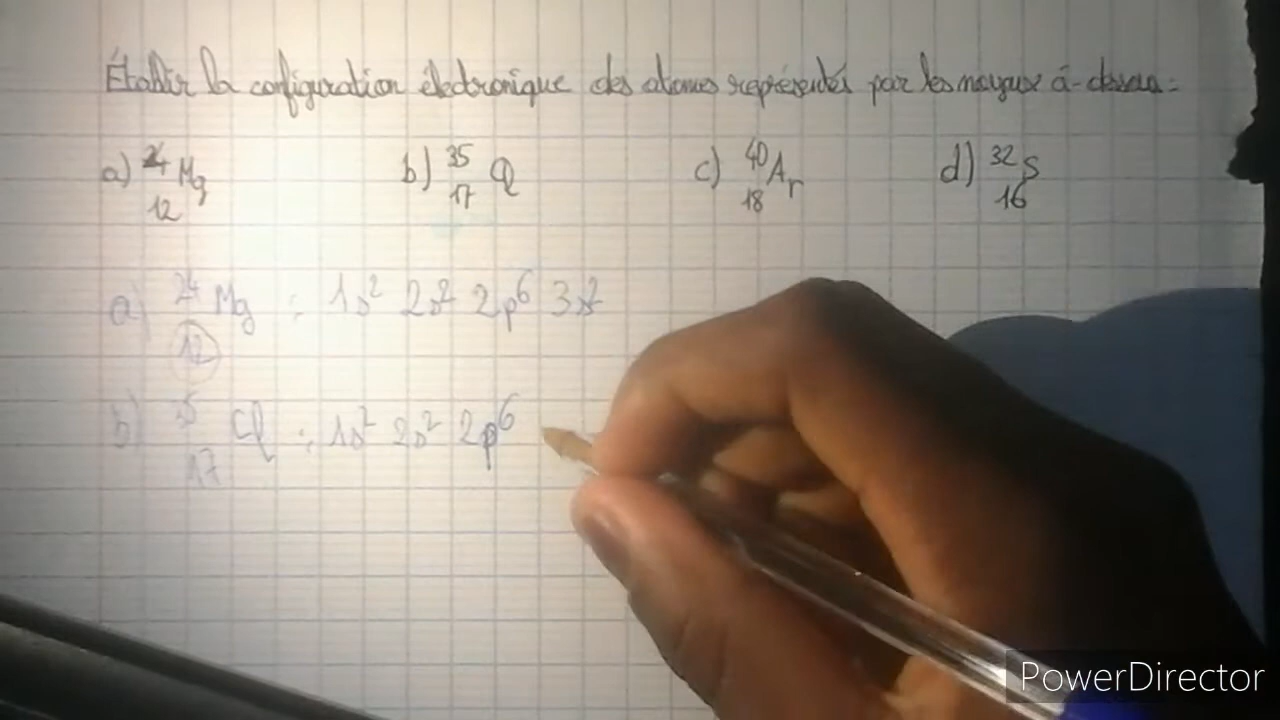 Établir la configuration électronique des atomes représentés par les noyaux ci-dessous :
a) ²⁴₁₂Mg b) ³⁵₁₇Cl c) ⁴⁰₁₈Ar d) ³²₁₆S
a) ²⁴₁₂Mg : 1s² 2s² 2p⁶ 3s²
b) ³⁵₁₇Cl : 1s² 2s² 2p⁶
PowerDirector